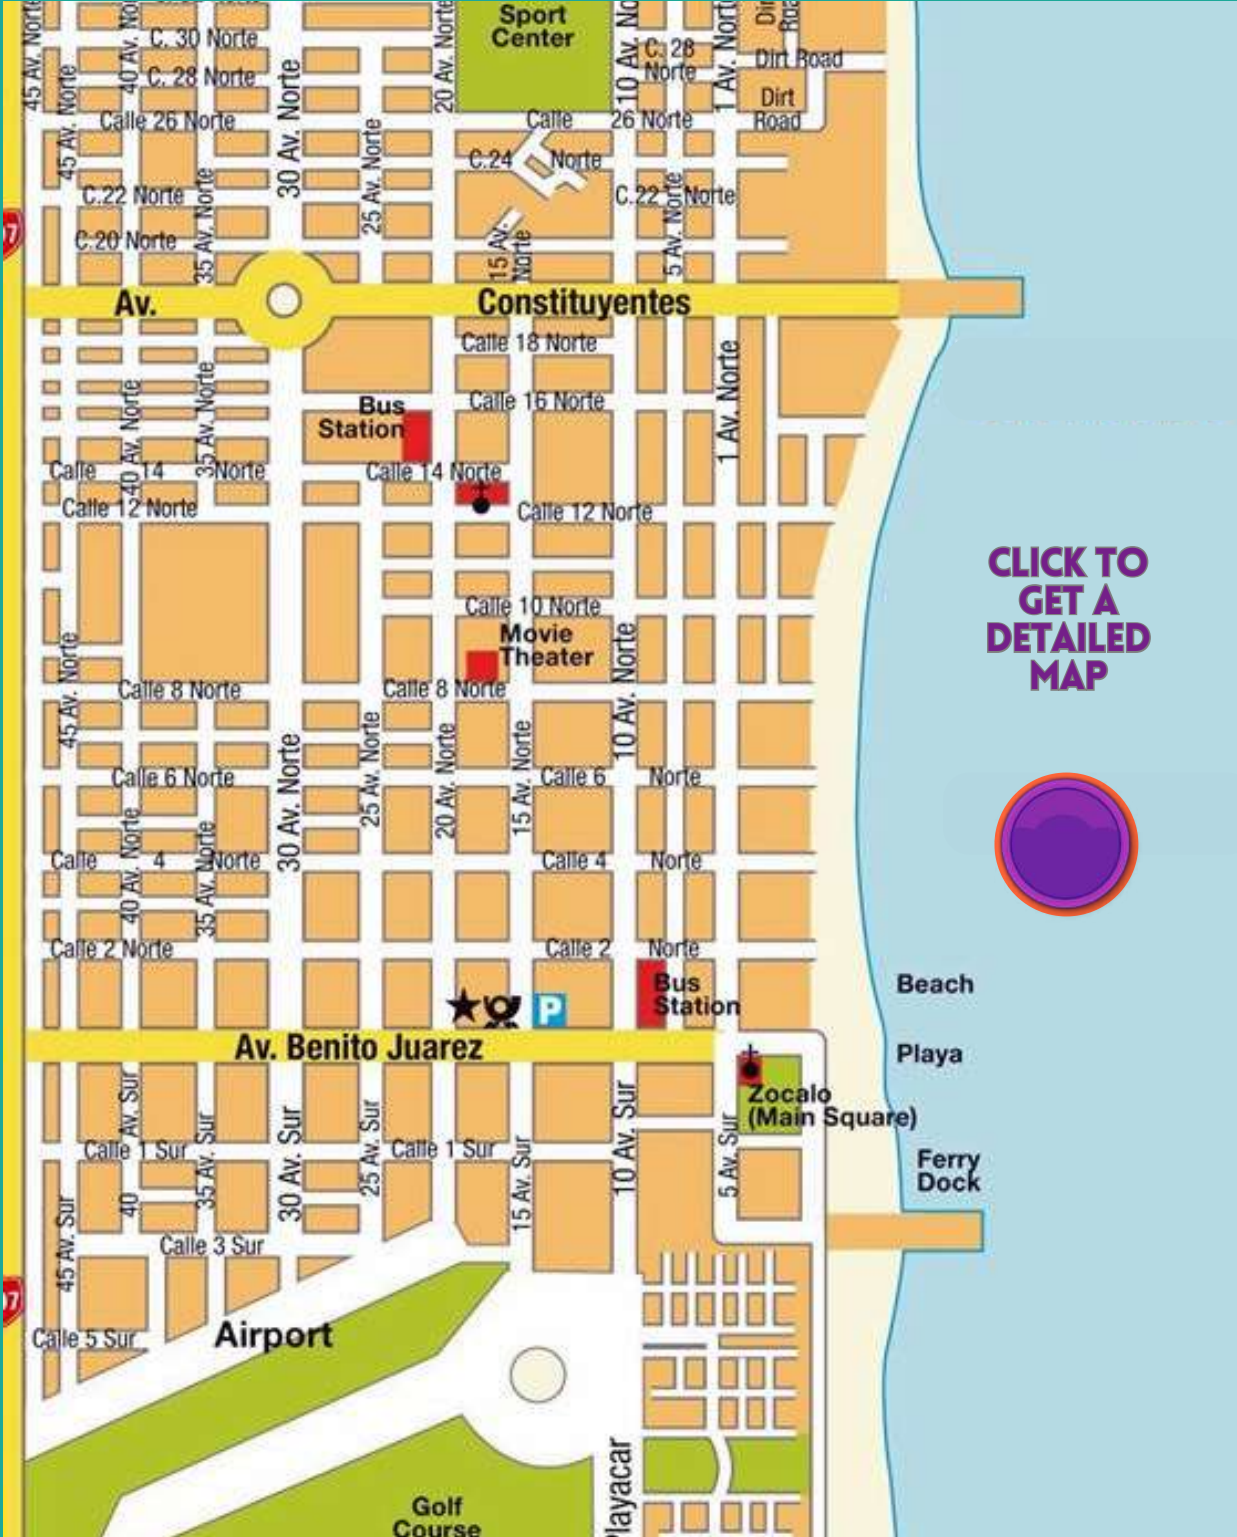 Sport
Center
45 Av. Norte
40 Av. Norte
C. 30 Norte
C. 28 Norte
Calle 26 Norte
45 Av. Norte
30 Av. Norte
20 Av. Norte
25 Av. Norte
C. 28
Norte
1 Av. Norte
Dirt Road
Dirt
Road
Calle 26 Norte
C.24 Norte
C.22 Norte
C.22 Norte
5 Av. Norte
35 Av. Norte
C.20 Norte
15 Av.
Norte
Av. Constituyentes
Calle 18 Norte
1 Av. Norte
Calle 16 Norte
Bus
Station
40 Av. Norte
35 Av. Norte
Calle 14 Norte
Calle 14 Norte
Calle 12 Norte
Calle 12 Norte
CLICK TO
GET A
DETAILED
MAP
Calle 10 Norte
Movie
Theater
10 Av. Norte
45 Av. Norte
Calle 8 Norte
Calle 8 Norte
30 Av. Norte
25 Av. Norte
20 Av. Norte
15 Av. Norte
Calle 6 Norte
Calle 6 Norte
40 Av. Norte
35 Av. Norte
Calle 4 Norte
Calle 4 Norte
Calle 2 Norte
Calle 2 Norte
Bus
Station
P
Beach
Av. Benito Juarez
Playa
Zocalo
(Main Square)
40 Av. Sur
35 Av. Sur
30 Av. Sur
25 Av. Sur
15 Av. Sur
10 Av. Sur
5 Av. Sur
Calle 1 Sur
Calle 1 Sur
Ferry
Dock
45 Av. Sur
Calle 3 Sur
Calle 5 Sur
Airport
Playacar
Golf
Course